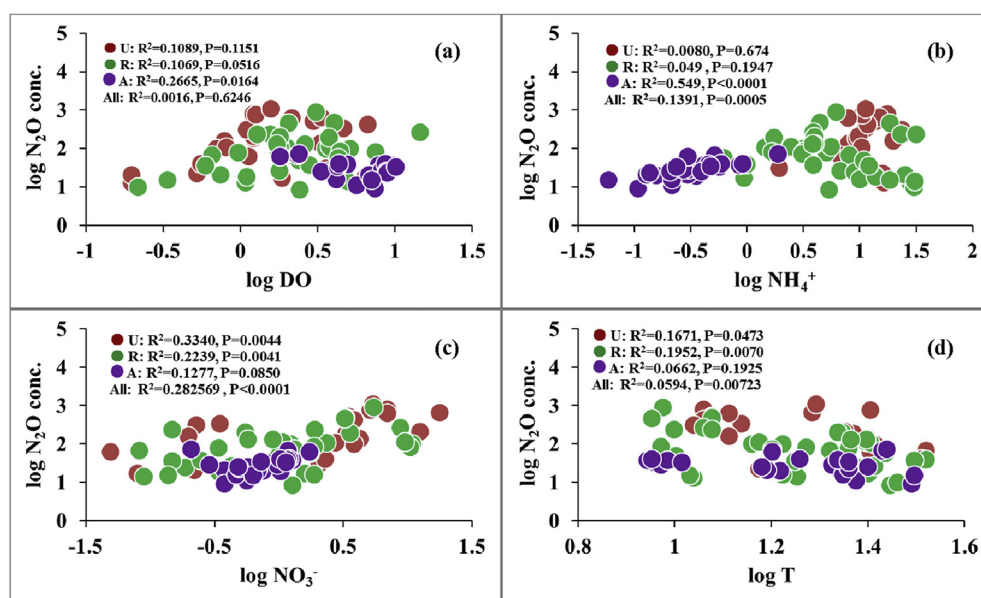 (a)
U: R²=0.1089, P=0.1151
R: R²=0.1069, P=0.0516
A: R²=0.2665, P=0.0164
All: R²=0.0016, P=0.6246
log N₂O conc.
5
4
3
2
1
0
-1 -0.5 0 0.5 1 1.5
log DO
(b)
U: R²=0.0080, P=0.674
R: R²=0.049 , P=0.1947
A: R²=0.549, P<0.0001
All: R²=0.1391, P=0.0005
log N₂O conc.
5
4
3
2
1
0
-1.5 -1 -0.5 0 0.5 1 1.5 2
log NH₄⁺
(c)
U: R²=0.3340, P=0.0044
R: R²=0.2239, P=0.0041
A: R²=0.1277, P=0.0850
All: R²=0.282569 , P<0.0001
log N₂O conc.
5
4
3
2
1
0
-1.5 -0.5 0.5 1.5
log NO₃⁻
(d)
U: R²=0.1671, P=0.0473
R: R²=0.1952, P=0.0070
A: R²=0.0662, P=0.1925
All: R²=0.0594, P=0.00723
log N₂O conc.
5
4
3
2
1
0
0.8 1 1.2 1.4 1.6
log T